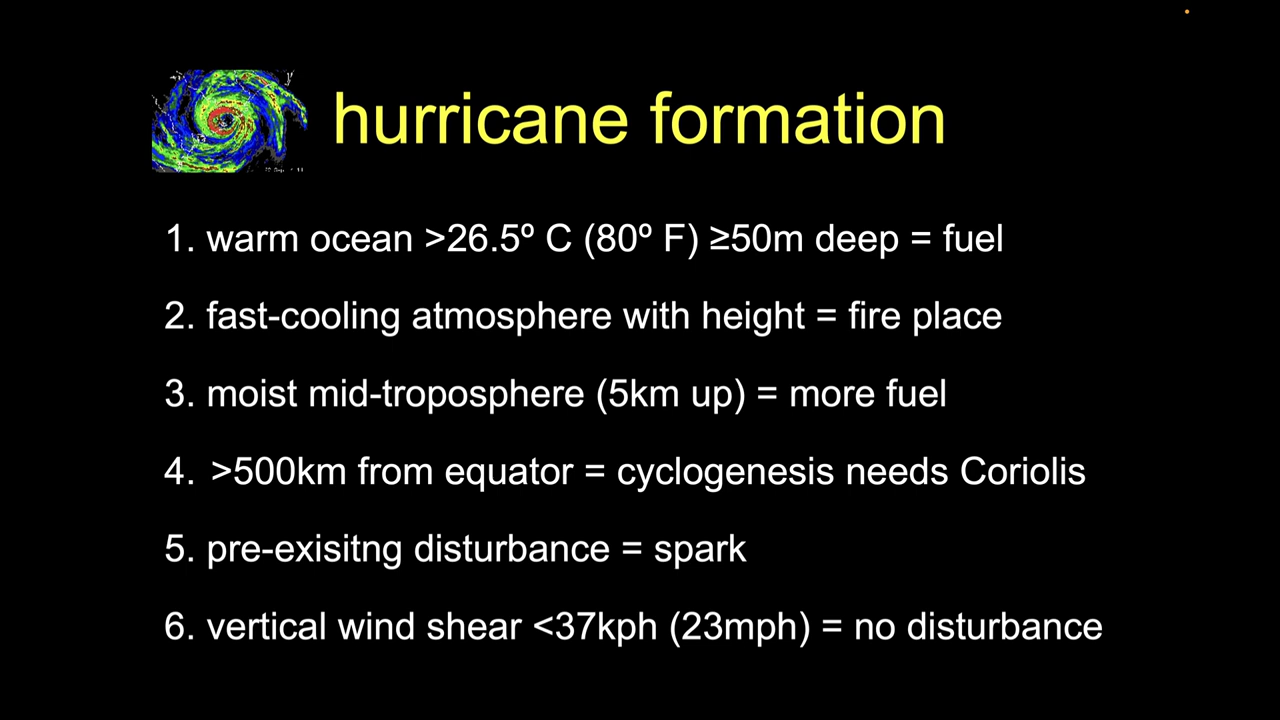 hurricane formation
1. warm ocean >26.5º C (80º F) ≥50m deep = fuel
2. fast-cooling atmosphere with height = fire place
3. moist mid-troposphere (5km up) = more fuel
4. >500km from equator = cyclogenesis needs Coriolis
5. pre-exisitng disturbance = spark
6. vertical wind shear <37kph (23mph) = no disturbance